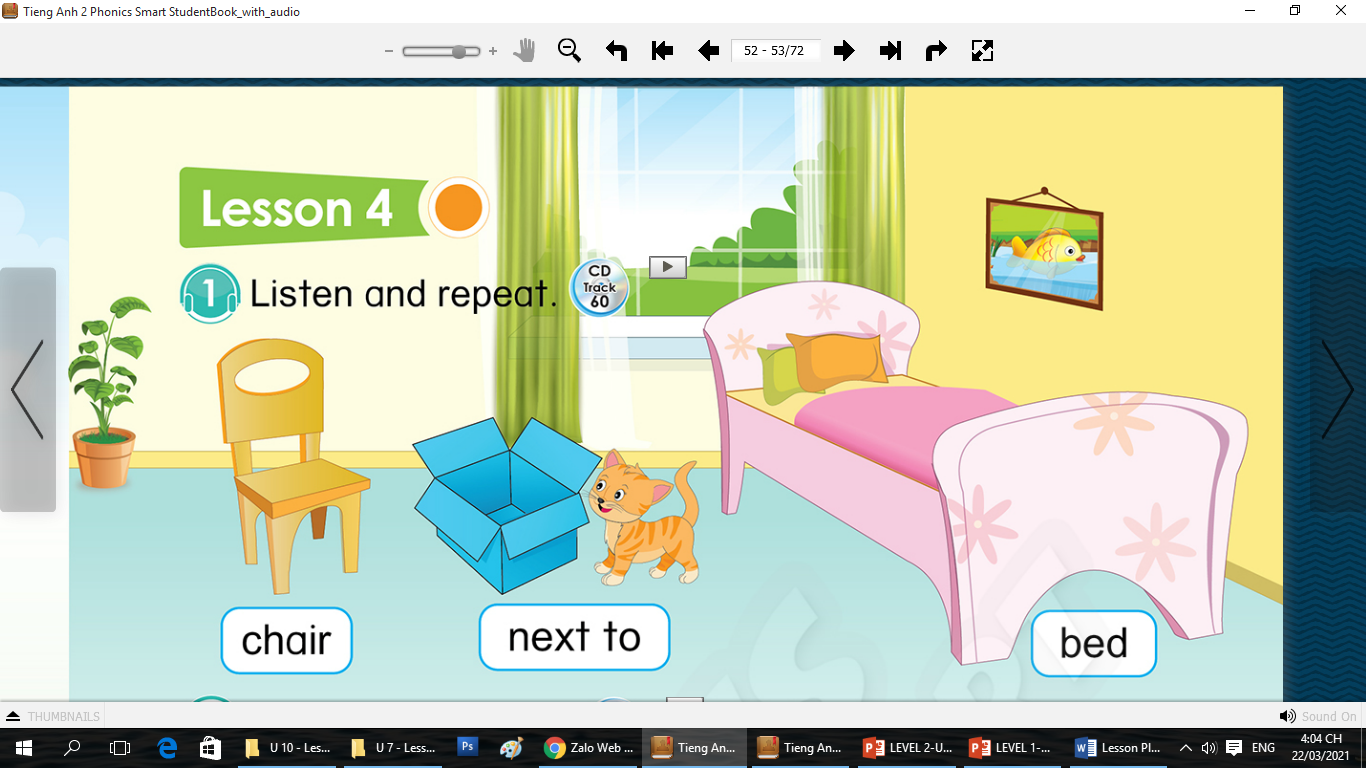 Tieng Anh 2 Phonics Smart StudentBook_with_audio
52 - 53/72
Lesson 4
1 Listen and repeat.
CD
Track
60
chair
next to
bed
THUMBNAILS
Sound On
U 10 - Les...
U 7 - Less...
Ps
Zalo Web ...
Tieng An...
Tieng An...
LEVEL 2-U...
LEVEL 1-...
Lesson Pl...
ENG
4:04 CH
22/03/2021